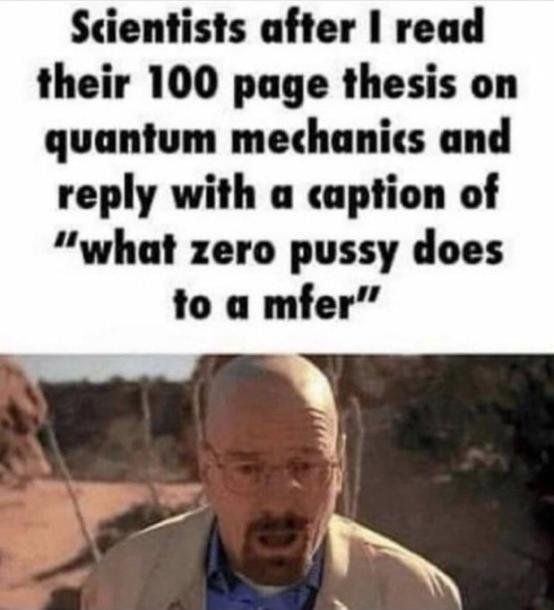 Scientists after I read
their 100 page thesis on
quantum mechanics and
reply with a caption of
"what zero pussy does
to a mfer"